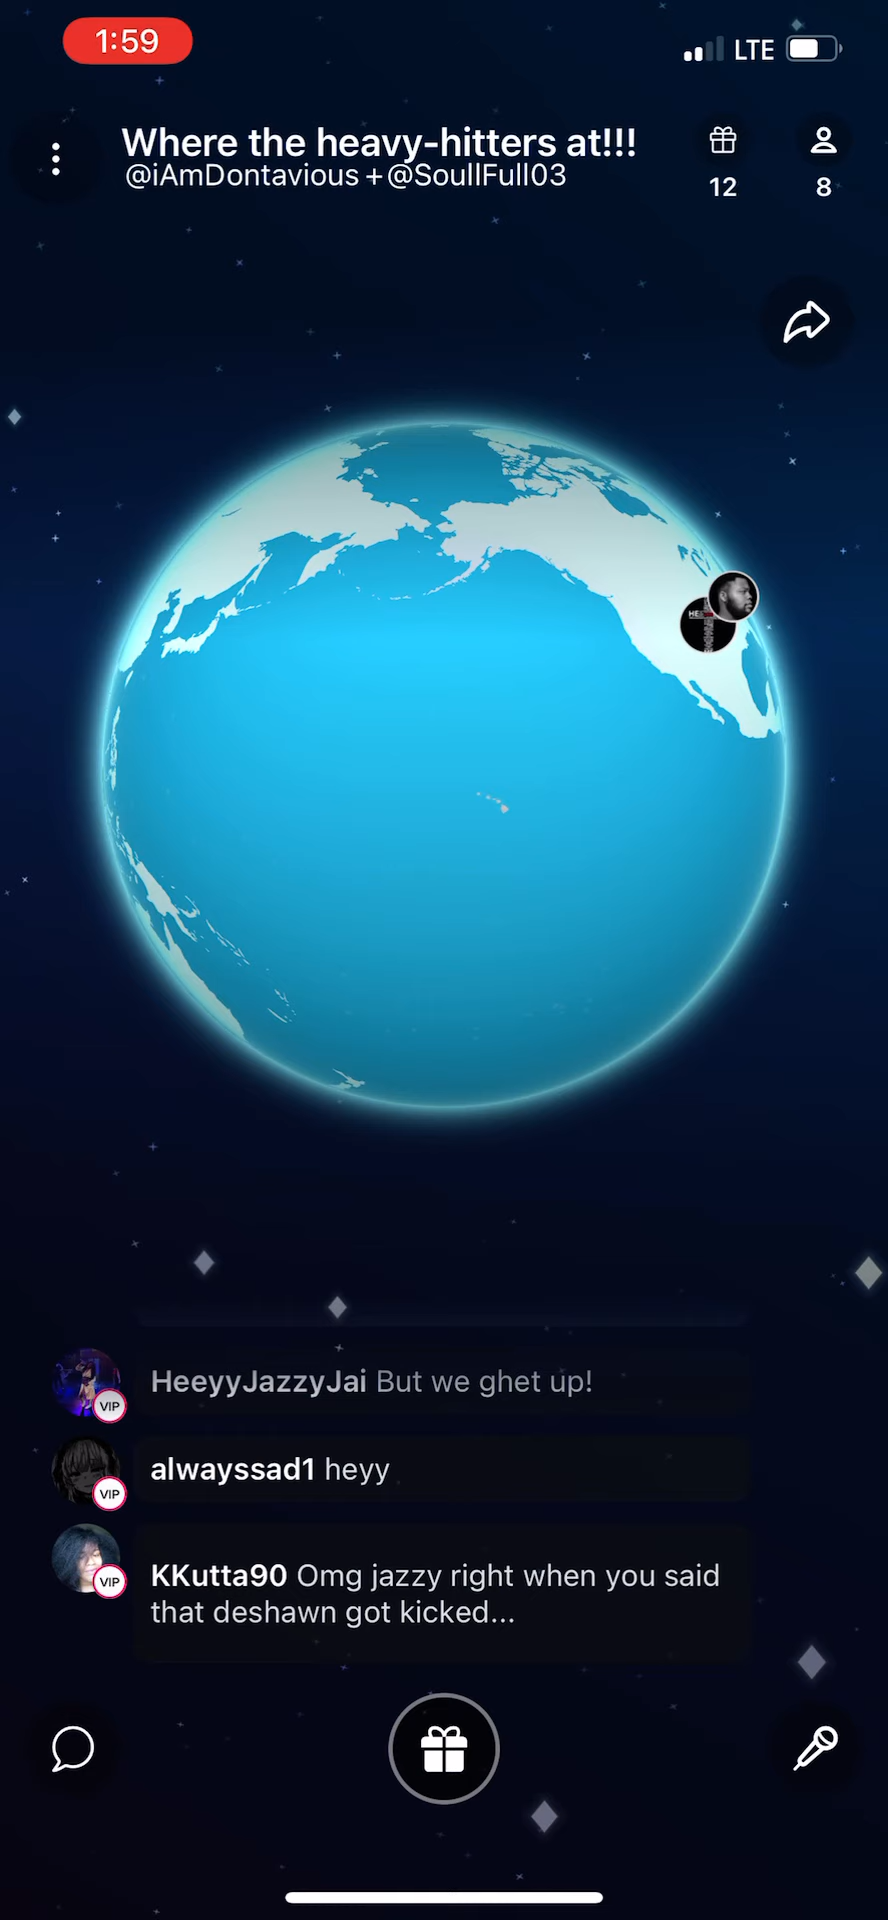 1:59
LTE
Where the heavy-hitters at!!!
@iAmDontavious + @SoullFull03
12
8
HeeyyJazzyJai But we ghet up!
VIP
alwayssad1 heyy
VIP
KKutta90 Omg jazzy right when you said
VIP
that deshawn got kicked...